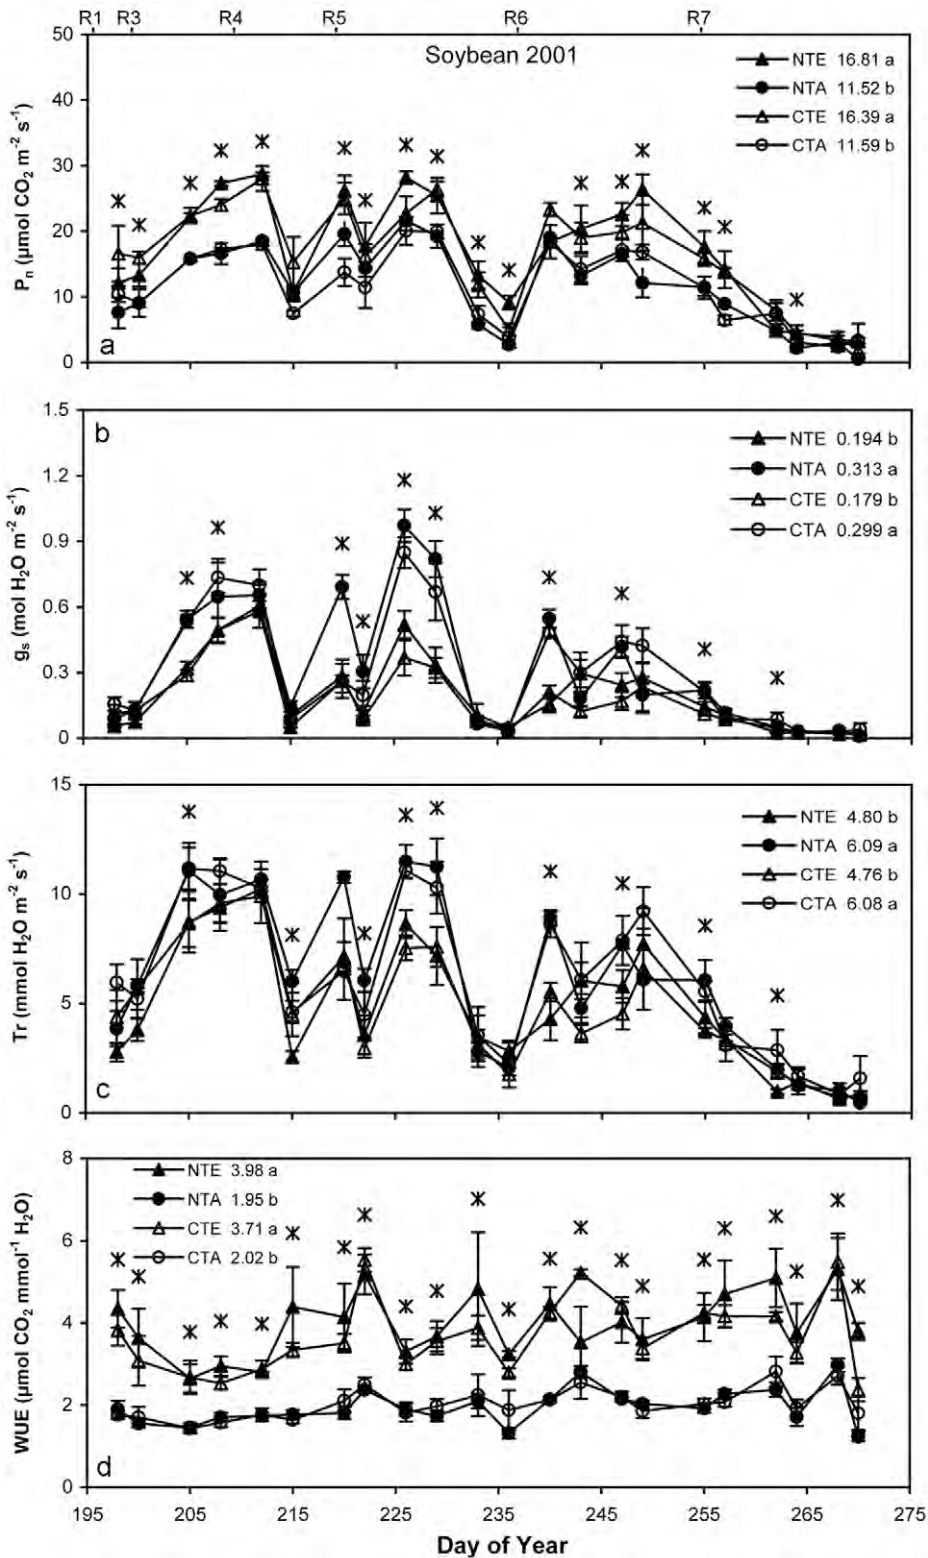 R1 R3 R4 R5 R6 R7
Soybean 2001
50
40
30
20
10
0
Pn (µmol CO2 m-2 s-1)
NTE 16.81 a
NTA 11.52 b
CTE 16.39 a
CTA 11.59 b
a
b
1.5
1.2
0.9
0.6
0.3
0
gs (mol H2O m-2 s-1)
NTE 0.194 b
NTA 0.313 a
CTE 0.179 b
CTA 0.299 a
15
10
5
0
Tr (mmol H2O m-2 s-1)
NTE 4.80 b
NTA 6.09 a
CTE 4.76 b
CTA 6.08 a
c
8
6
4
2
0
WUE (µmol CO2 mmol-1 H2O)
NTE 3.98 a
NTA 1.95 b
CTE 3.71 a
CTA 2.02 b
d
195 205 215 225 235 245 255 265 275
Day of Year